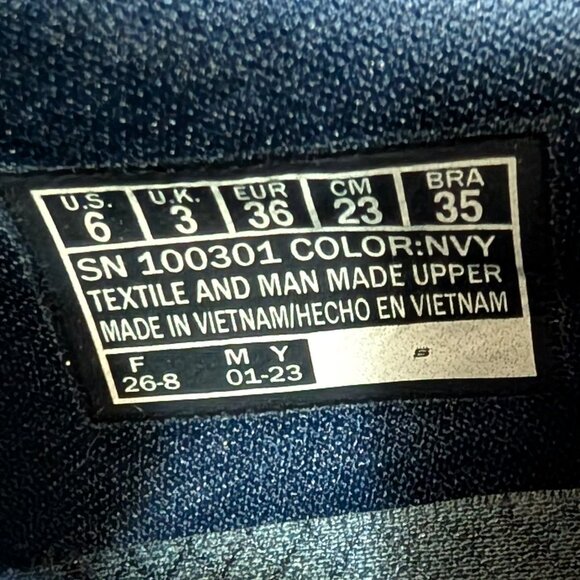 U.S. U.K. EUR CM BRA
6 3 36 23 35
SN 100301 COLOR:NVY
TEXTILE AND MAN MADE UPPER
MADE IN VIETNAM/HECHO EN VIETNAM
F M Y
26-8 01-23